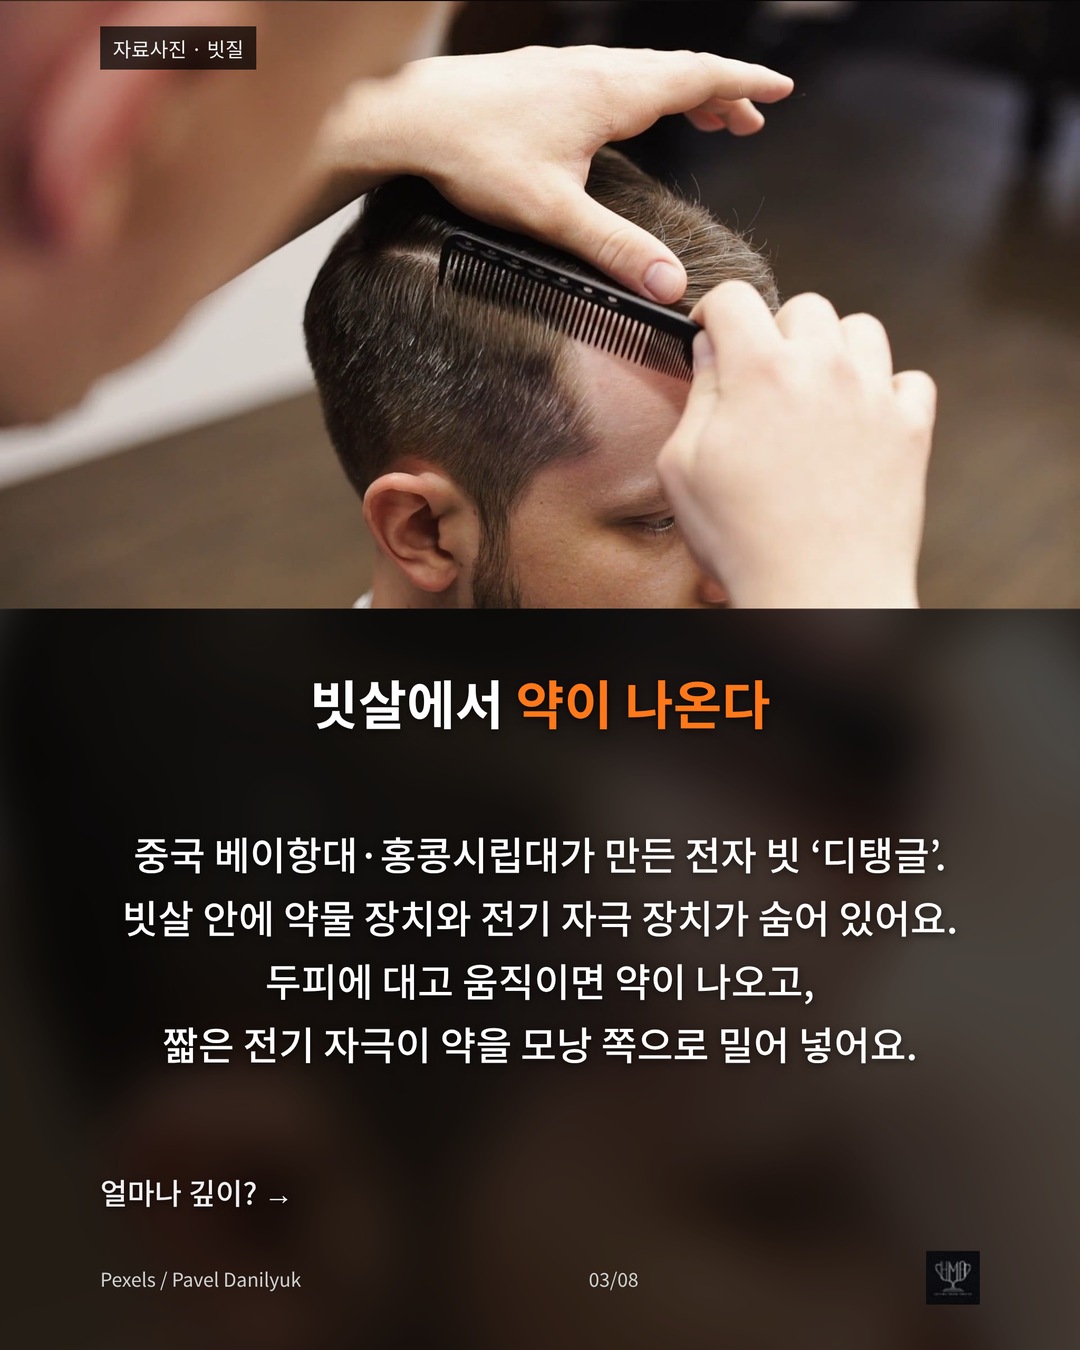 자료사진 · 빗질
빗살에서 약이 나온다
중국 베이항대·홍콩시립대가 만든 전자 빗 ‘디탱글’.
빗살 안에 약물 장치와 전기 자극 장치가 숨어 있어요.
두피에 대고 움직이면 약이 나오고,
짧은 전기 자극이 약을 모낭 쪽으로 밀어 넣어요.
얼마나 깊이? →
Pexels / Pavel Danilyuk
03/08